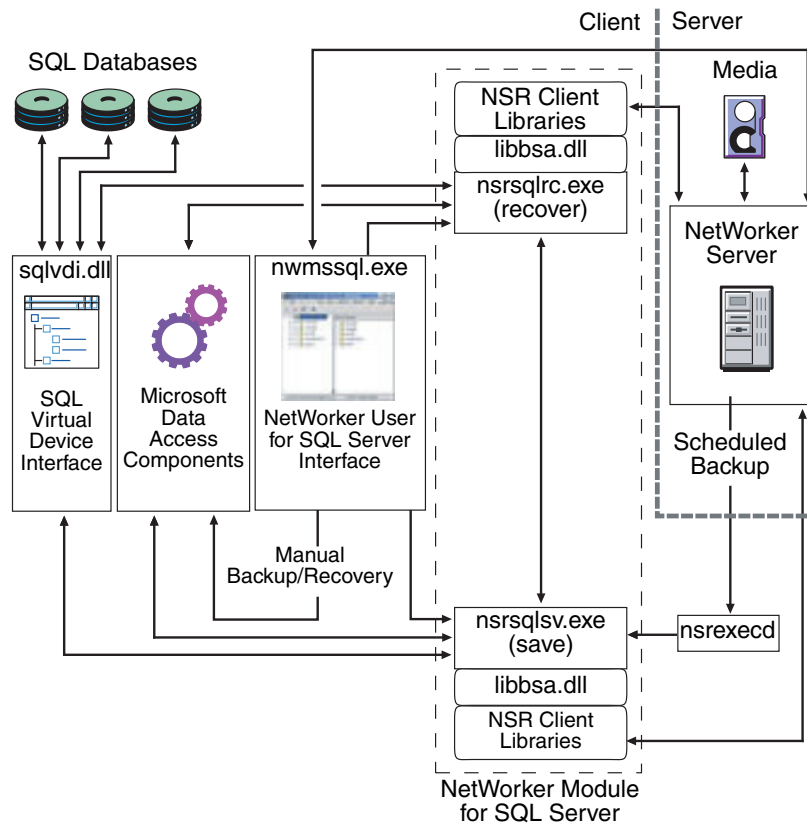 Client
Server
SQL Databases
Media
NSR Client
Libraries
libbsa.dll
nsrsqlrc.exe
(recover)
NetWorker
Server
sqlvdi.dll
SQL
Virtual
Device
Interface
Microsoft
Data
Access
Components
nwmssql.exe
NetWorker User
for SQL Server
Interface
Scheduled
Backup
Manual
Backup/Recovery
nsrsqlsv.exe
(save)
nsrexecd
libbsa.dll
NSR Client
Libraries
NetWorker Module
for SQL Server